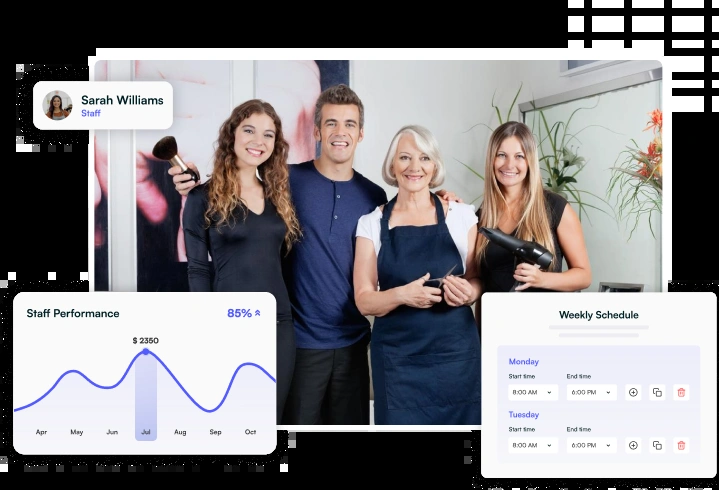 Sarah Williams
Staff
Staff Performance
85%
$ 2350
Apr May Jun Jul Aug Sep Oct
Weekly Schedule
Monday
Start time End time
8:00 AM 6:00 PM
Tuesday
Start time End time
8:00 AM 6:00 PM